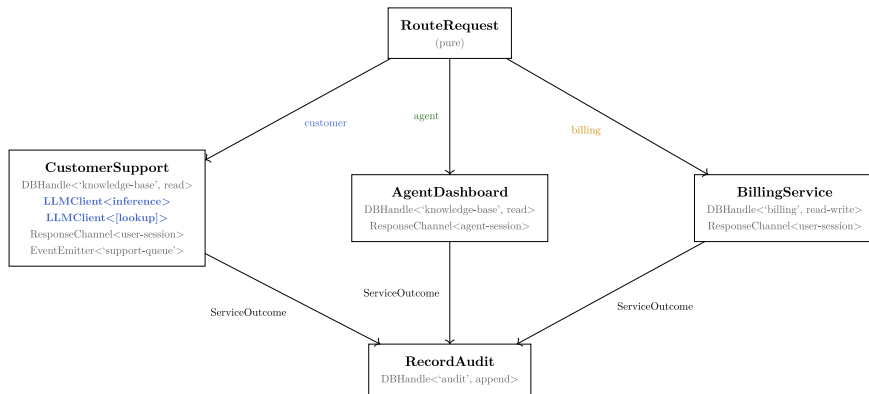 RouteRequest
(pure)
customer
agent
billing
CustomerSupport
DBHandle<‘knowledge-base’, read>
LLMClient<inference>
LLMClient<[lookup]>
ResponseChannel<user-session>
EventEmitter<‘support-queue’>
AgentDashboard
DBHandle<‘knowledge-base’, read>
ResponseChannel<agent-session>
BillingService
DBHandle<‘billing’, read-write>
ResponseChannel<user-session>
ServiceOutcome
ServiceOutcome
ServiceOutcome
RecordAudit
DBHandle<‘audit’, append>